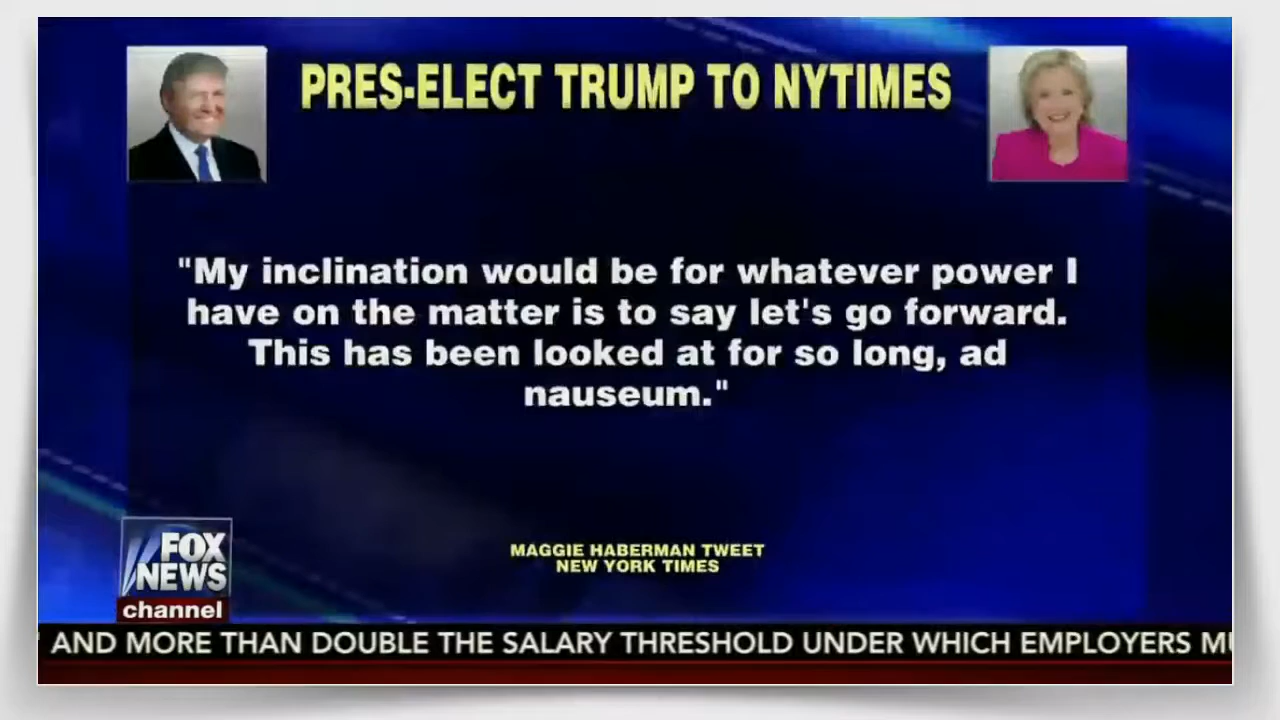 PRES-ELECT TRUMP TO NYTIMES
"My inclination would be for whatever power I
have on the matter is to say let's go forward.
This has been looked at for so long, ad
nauseum."
MAGGIE HABERMAN TWEET
NEW YORK TIMES
FOX
NEWS
channel
AND MORE THAN DOUBLE THE SALARY THRESHOLD UNDER WHICH EMPLOYERS